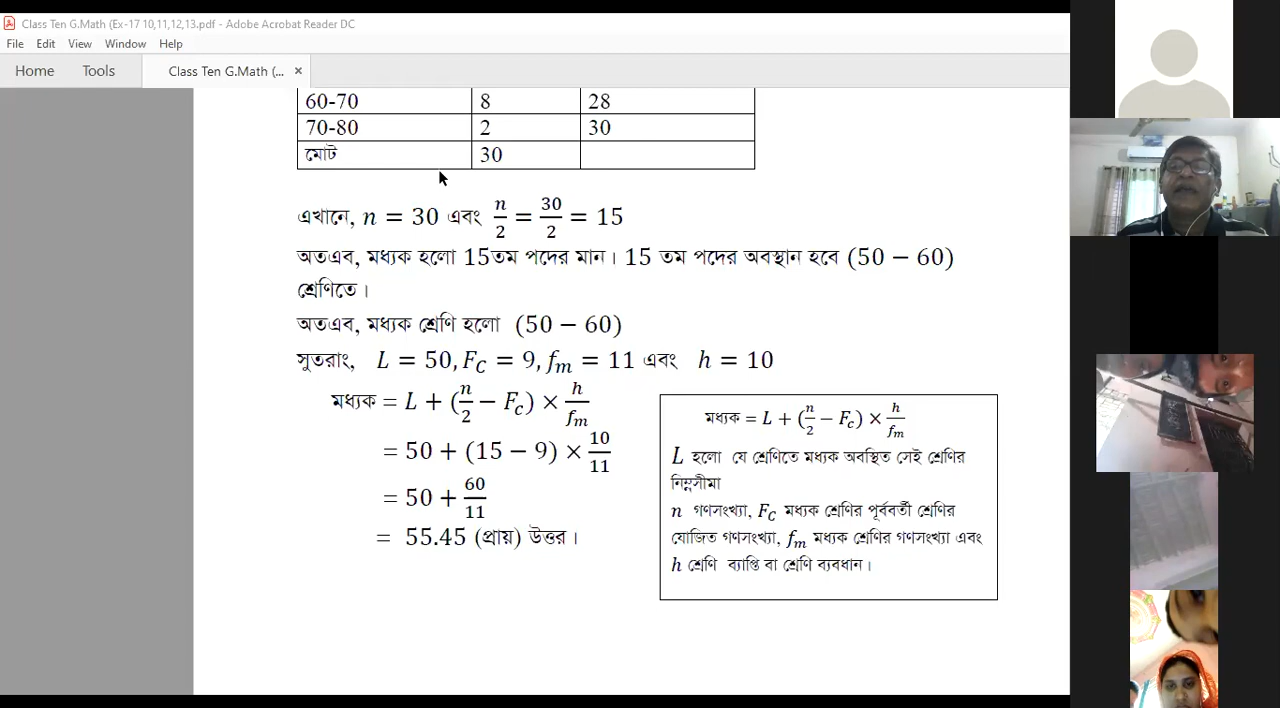 Class Ten G.Math (Ex-17 10,11,12,13.pdf - Adobe Acrobat Reader DC
File Edit View Window Help
Home Tools Class Ten G.Math (... ×
60-70 8 28
70-80 2 30
মোট 30
এখানে, n = 30 এবং n/2 = 30/2 = 15
অতএব, মধ্যক হলো 15তম পদের মান। 15 তম পদের অবস্থান হবে (50 − 60)
শ্রেণিতে।
অতএব, মধ্যক শ্রেণি হলো (50 − 60)
সুতরাং, L = 50, F_C = 9, f_m = 11 এবং h = 10
মধ্যক = L + (n/2 − F_c) × h/f_m
= 50 + (15 − 9) × 10/11
= 50 + 60/11
= 55.45 (প্রায়) উত্তর।
মধ্যক = L + (n/2 − F_c) × h/f_m
L হলো যে শ্রেণিতে মধ্যক অবস্থিত সেই শ্রেণির
নিম্নসীমা
n গণসংখ্যা, F_C মধ্যক শ্রেণির পূর্ববর্তী শ্রেণির
যোজিত গণসংখ্যা, f_m মধ্যক শ্রেণির গণসংখ্যা এবং
h শ্রেণি ব্যাপ্তি বা শ্রেণি ব্যবধান।